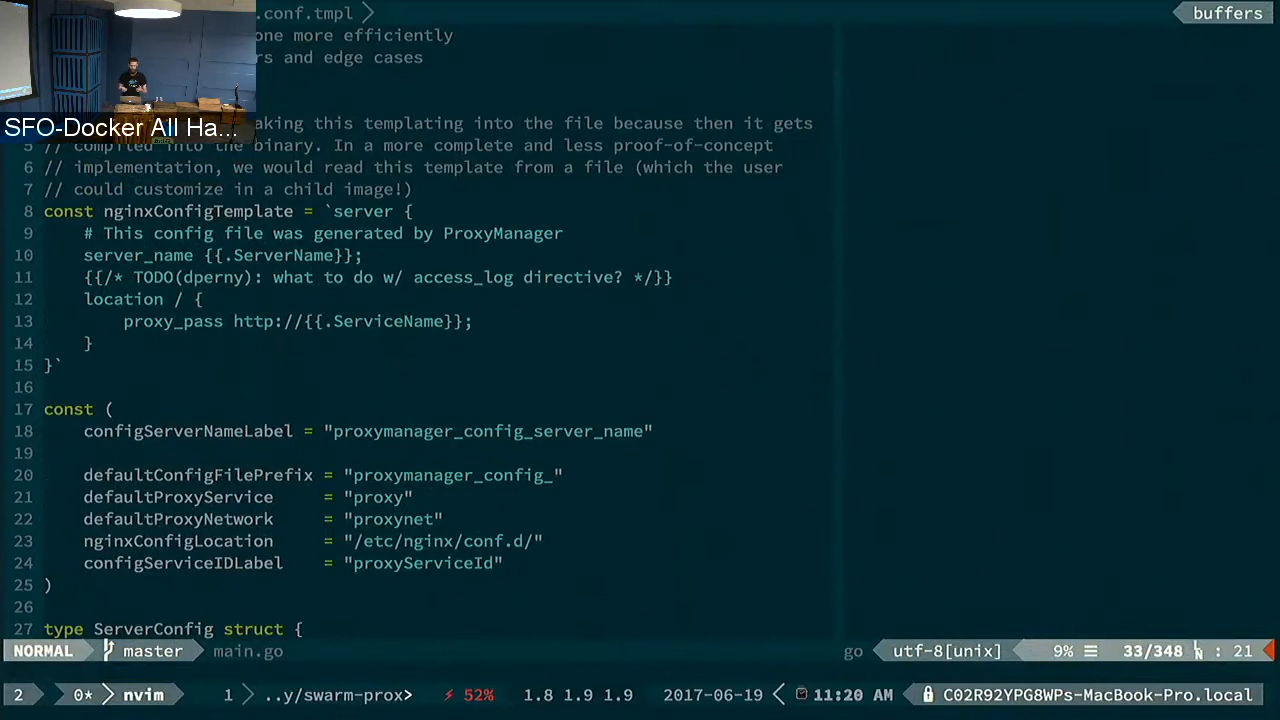 .conf.tmpl
buffers
one more efficiently
rs and edge cases
SFO-Docker All Ha...
aking this templating into the file because then it gets
5 // compiled into the binary. In a more complete and less proof-of-concept
6 // implementation, we would read this template from a file (which the user
7 // could customize in a child image!)
8 const nginxConfigTemplate = `server {
9 # This config file was generated by ProxyManager
10 server_name {{.ServerName}};
11 {{/* TODO(dperny): what to do w/ access_log directive? */}}
12 location / {
13 proxy_pass http://{{.ServiceName}};
14 }
15 }`
16
17 const (
18 configServerNameLabel = "proxymanager_config_server_name"
19
20 defaultConfigFilePrefix = "proxymanager_config_"
21 defaultProxyService = "proxy"
22 defaultProxyNetwork = "proxynet"
23 nginxConfigLocation = "/etc/nginx/conf.d/"
24 configServiceIDLabel = "proxyServiceId"
25 )
26
27 type ServerConfig struct {
NORMAL master main.go go utf-8[unix] 9% 33/348 : 21
2 0* nvim 1 ..y/swarm-prox> 52% 1.8 1.9 1.9 2017-06-19 11:20 AM C02R92YPG8WPs-MacBook-Pro.local